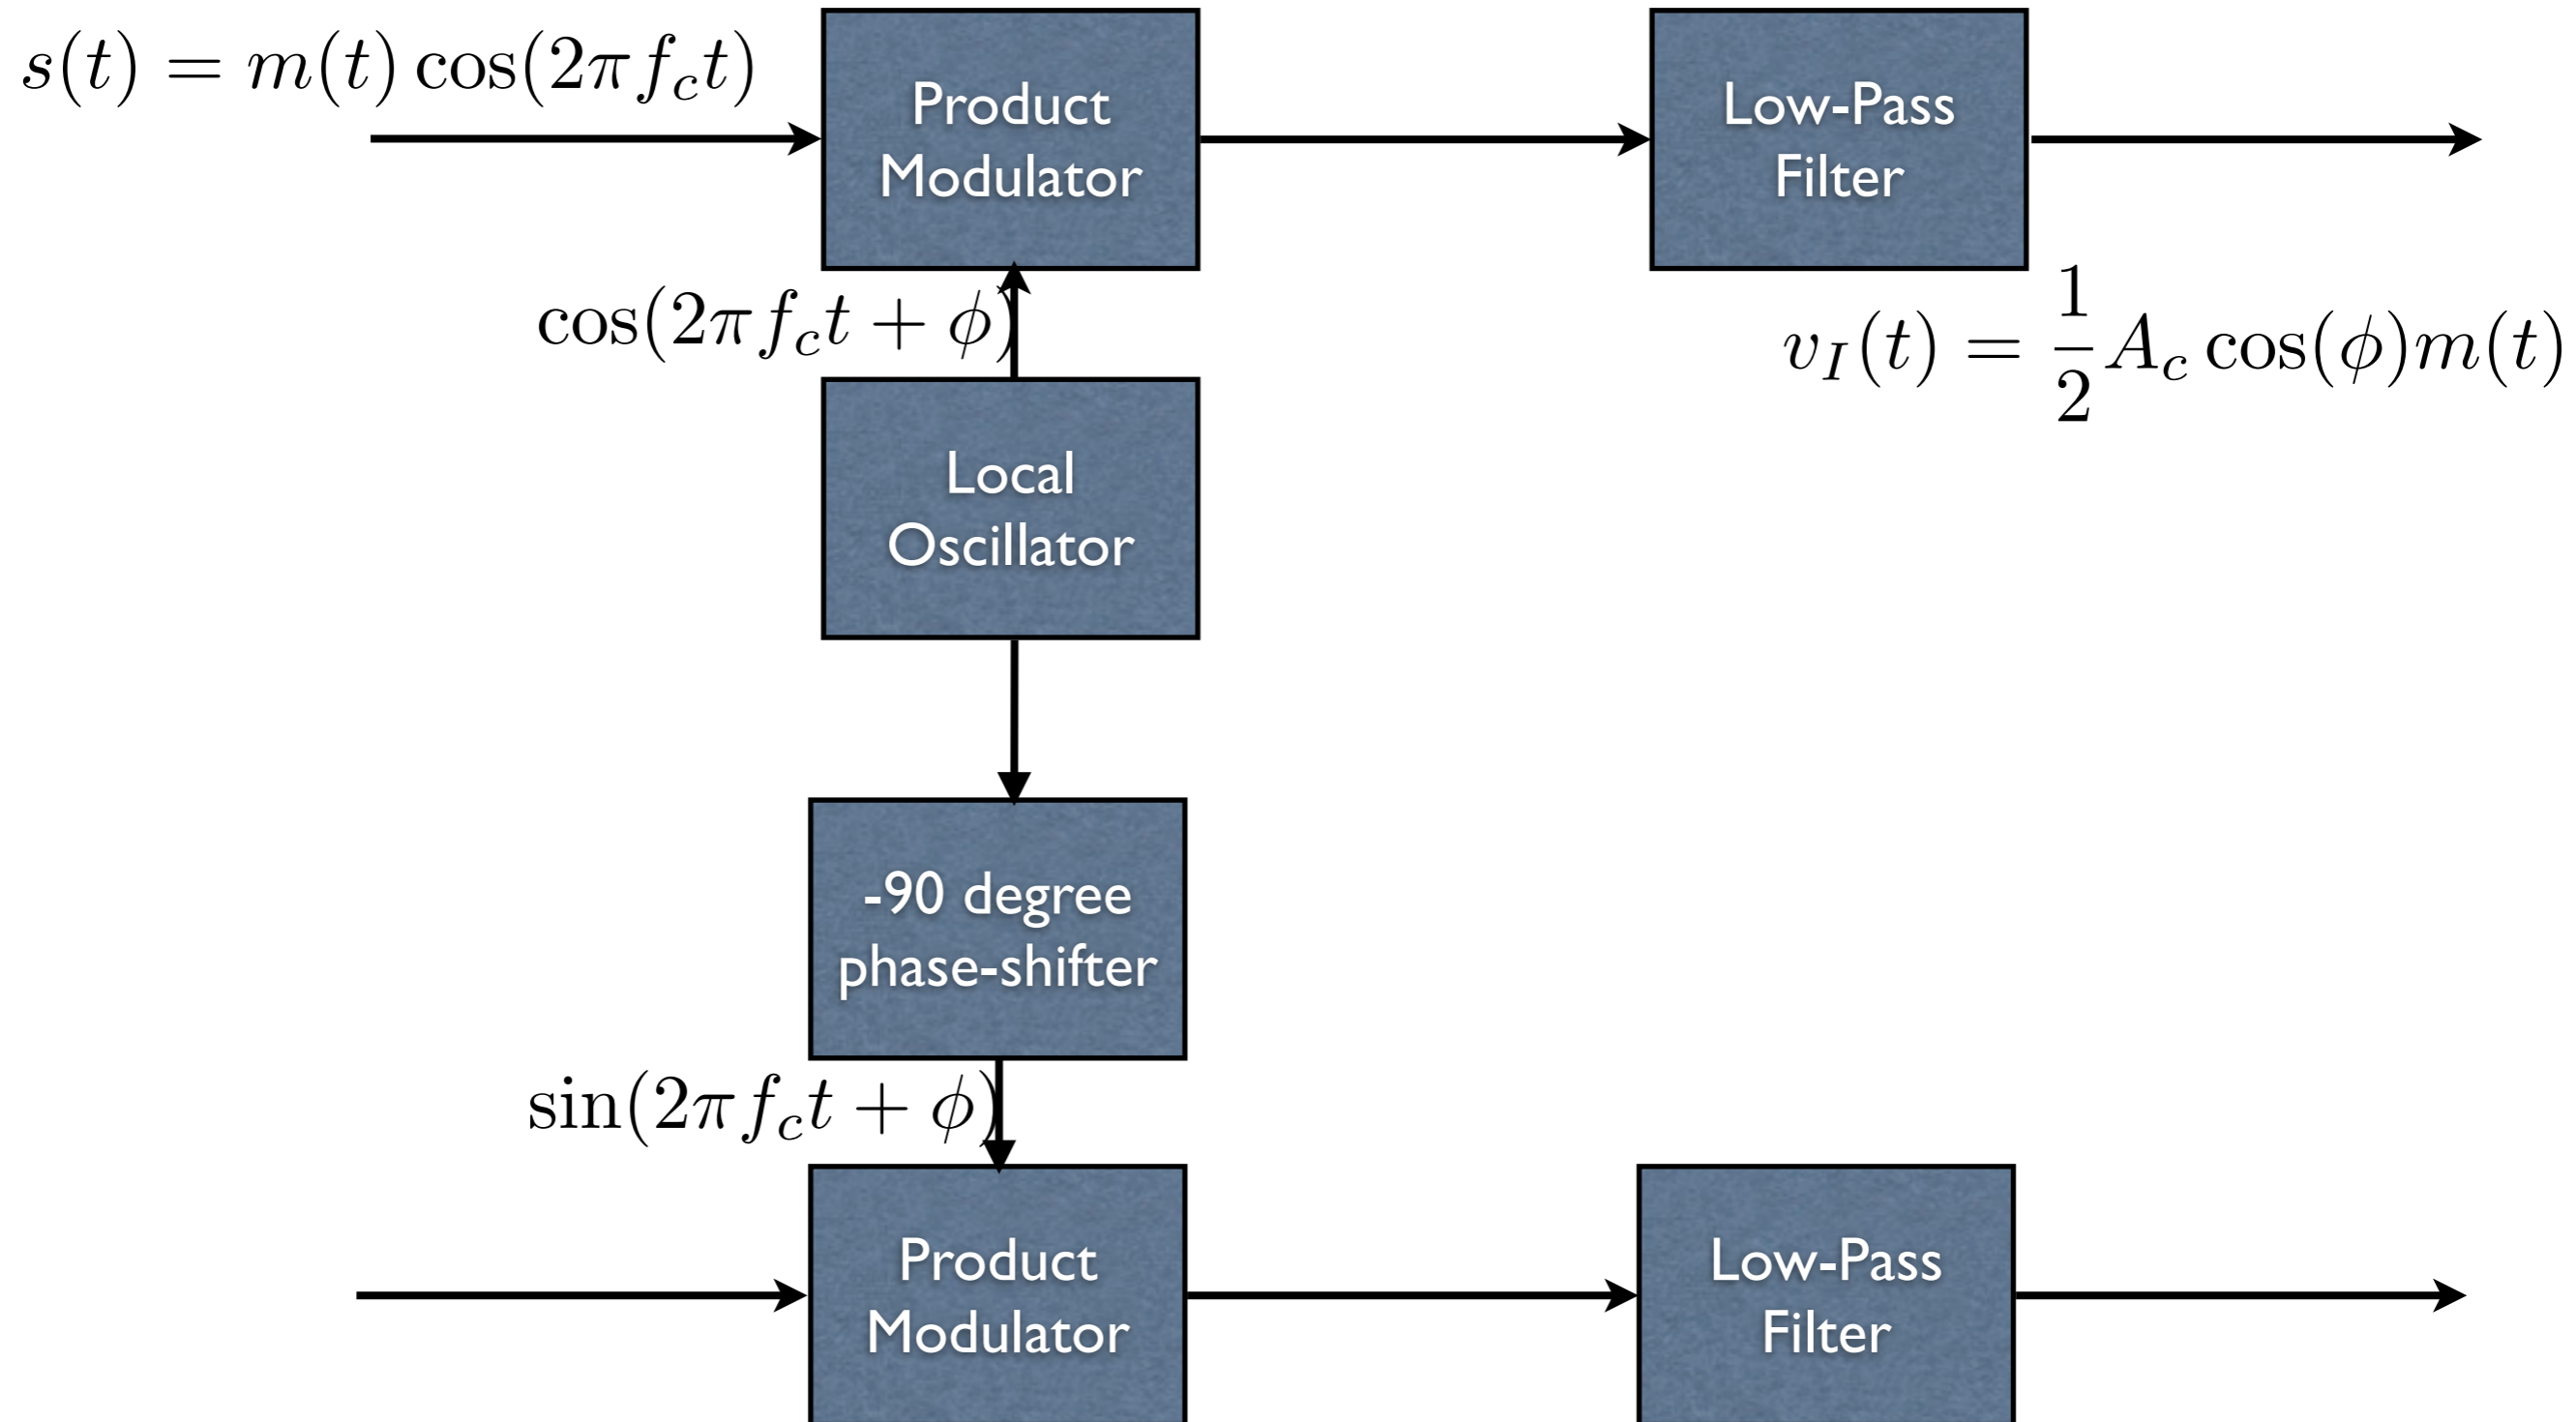 s(t) = m(t) cos(2πf_c t)
Product
Modulator
Low-Pass
Filter
cos(2πf_c t + φ)
v_I(t) = \frac{1}{2} A_c cos(φ)m(t)
Local
Oscillator
-90 degree
phase-shifter
sin(2πf_c t + φ)
Product
Modulator
Low-Pass
Filter